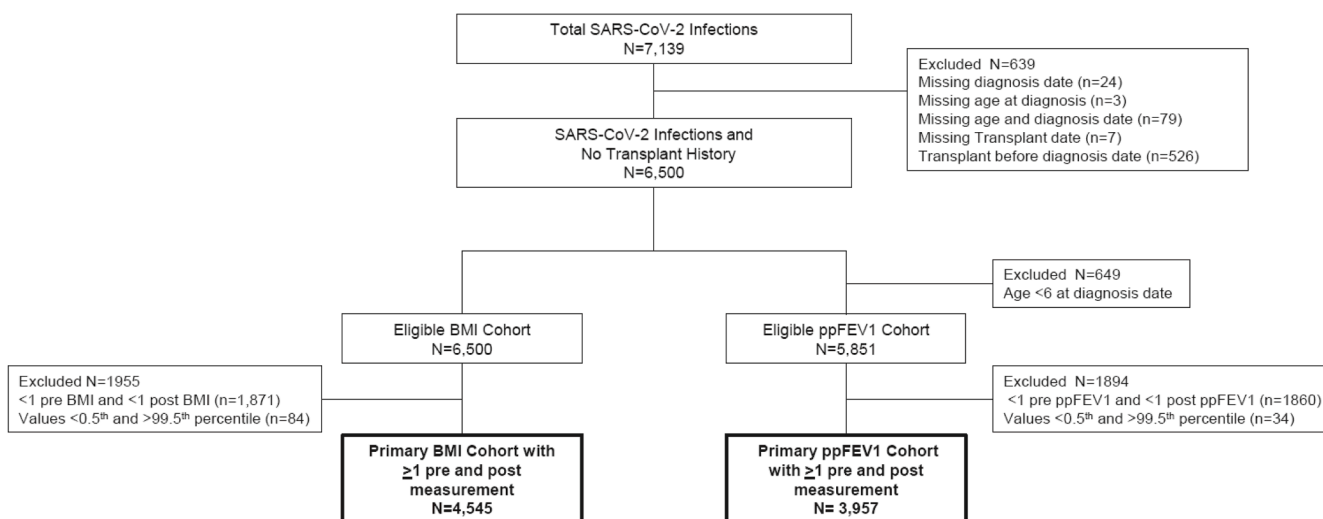 Total SARS-CoV-2 Infections
N=7,139
Excluded  N=639
Missing diagnosis date (n=24)
Missing age at diagnosis (n=3)
Missing age and diagnosis date (n=79)
Missing Transplant date (n=7)
Transplant before diagnosis date (n=526)
SARS-CoV-2 Infections and
No Transplant History
N=6,500
Excluded  N=649
Age <6 at diagnosis date
Eligible BMI Cohort
N=6,500
Eligible ppFEV1 Cohort
N=5,851
Excluded N=1955
<1 pre BMI and <1 post BMI (n=1,871)
Values <0.5th and >99.5th percentile (n=84)
Excluded  N=1894
<1 pre ppFEV1 and <1 post ppFEV1 (n=1860)
Values <0.5th and >99.5th percentile (n=34)
Primary BMI Cohort with
≥1 pre and post
measurement
N=4,545
Primary ppFEV1 Cohort
with ≥1 pre and post
measurement
N= 3,957